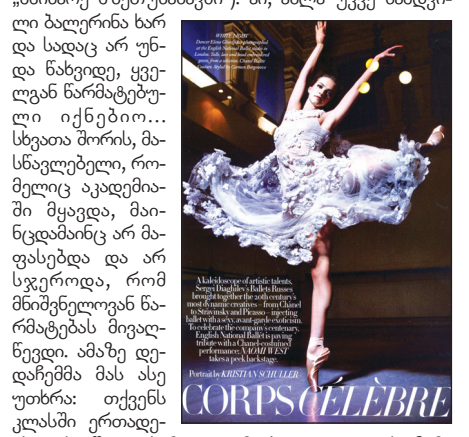 ლი ბალერინა ხარ
და სადაც არ უნ-
და წახვიდე, ყვე-
ლგან წარმატებუ-
ლი იქნებიო...
სხვათა შორის, მა-
სწავლებელი, რო-
მელიც აკადემია-
ში მყავდა, მაი-
ნცდამაინც არ მა-
ფასებდა და არ
სჯეროდა, რომ
მნიშვნელოვან წა-
რმატებას მივაღ-
წევდი. ამაზე დე-
დაჩემმა მას ასე
უთხრა: თქვენს
კლასში ერთადე-
WHITE NIGHT
A kaleidoscope of artistic talents,
Sergei Diaghilev's Ballets Russes
brought together the 20th century's
most dynamic creatives – from Chanel
to Stravinsky and Picasso – injecting
ballet with a sexy, avant-garde exoticism.
To celebrate the company's centenary,
English National Ballet is paying
tribute with a Chanel-costumed
performance. NAOMI WEST
takes a peek backstage.
Portrait by KRISTIAN SCHULLER
CORPS CÉLÈBRE